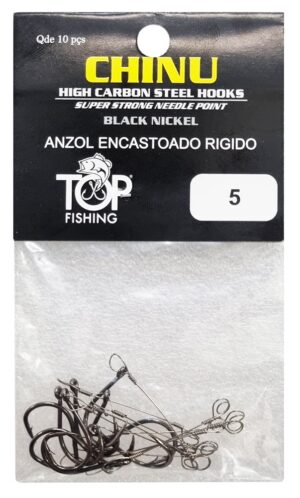 Qde 10 pçs
CHINU
HIGH CARBON STEEL HOOKS
SUPER STRONG NEEDLE POINT
BLACK NICKEL
ANZOL ENCASTOADO RIGIDO
TOP
FISHING
5